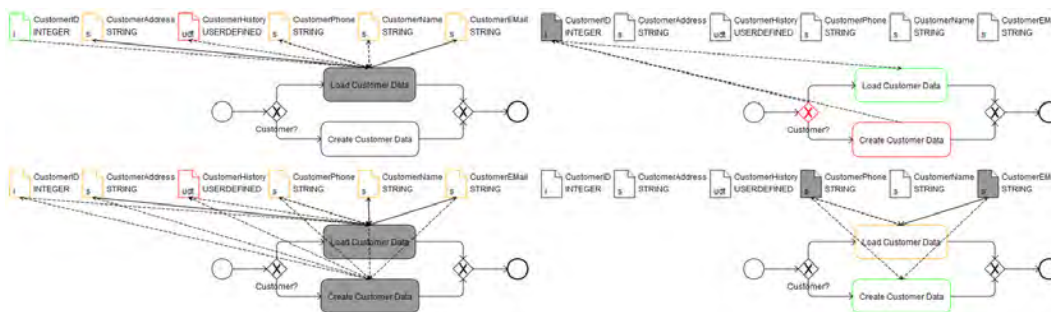 CustomerID CustomerAddress CustomerHistory CustomerPhone CustomerName CustomerEMail
i INTEGER s STRING udt USERDEFINED s STRING s STRING s STRING
Load Customer Data
X X
Customer?
Create Customer Data
CustomerID CustomerAddress CustomerHistory CustomerPhone CustomerName CustomerEM
i INTEGER s STRING udt USERDEFINED s STRING s STRING s STRING
Load Customer Data
X X
Customer?
Create Customer Data
CustomerID CustomerAddress CustomerHistory CustomerPhone CustomerName CustomerEMail
i INTEGER s STRING udt USERDEFINED s STRING s STRING s STRING
Load Customer Data
X X
Customer?
Create Customer Data
CustomerID CustomerAddress CustomerHistory CustomerPhone CustomerName CustomerEM
i INTEGER s STRING udt USERDEFINED s STRING s STRING s STRING
Load Customer Data
X X
Customer?
Create Customer Data